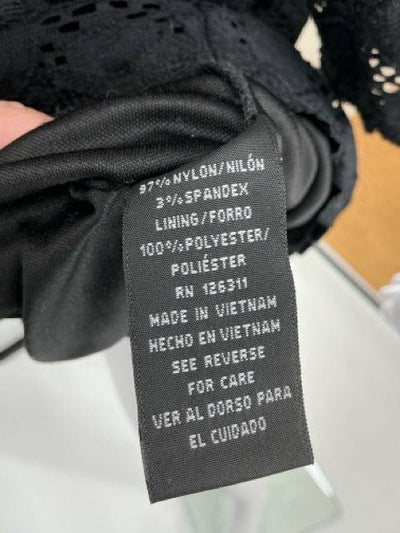 97% NYLON/NILÓN
3% SPANDEX
LINING/FORRO
100% POLYESTER/
POLIÉSTER
RN 126311
MADE IN VIETNAM
HECHO EN VIETNAM
SEE REVERSE
FOR CARE
VER AL DORSO PARA
EL CUIDADO